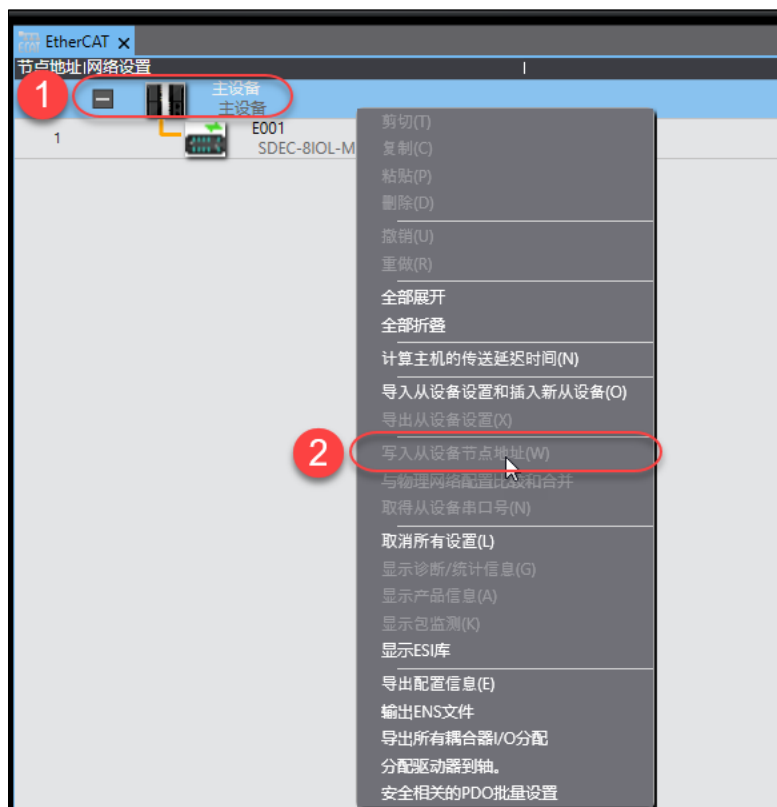 EtherCAT
节点地址|网络设置
1
主设备
主设备
1
E001
SDEC-8IOL-M
剪切(T)
复制(C)
粘贴(P)
删除(D)
撤销(U)
重做(R)
全部展开
全部折叠
计算主机的传送延迟时间(N)
导入从设备设置和插入新从设备(O)
导出从设备设置(X)
2
写入从设备节点地址(W)
与物理网络配置比较和合并
取得从设备串口号(N)
取消所有设置(L)
显示诊断/统计信息(G)
显示产品信息(A)
显示包监测(K)
显示ESI库
导出配置信息(E)
输出ENS文件
导出所有耦合器I/O分配
分配驱动器到轴。
安全相关的PDO批量设置